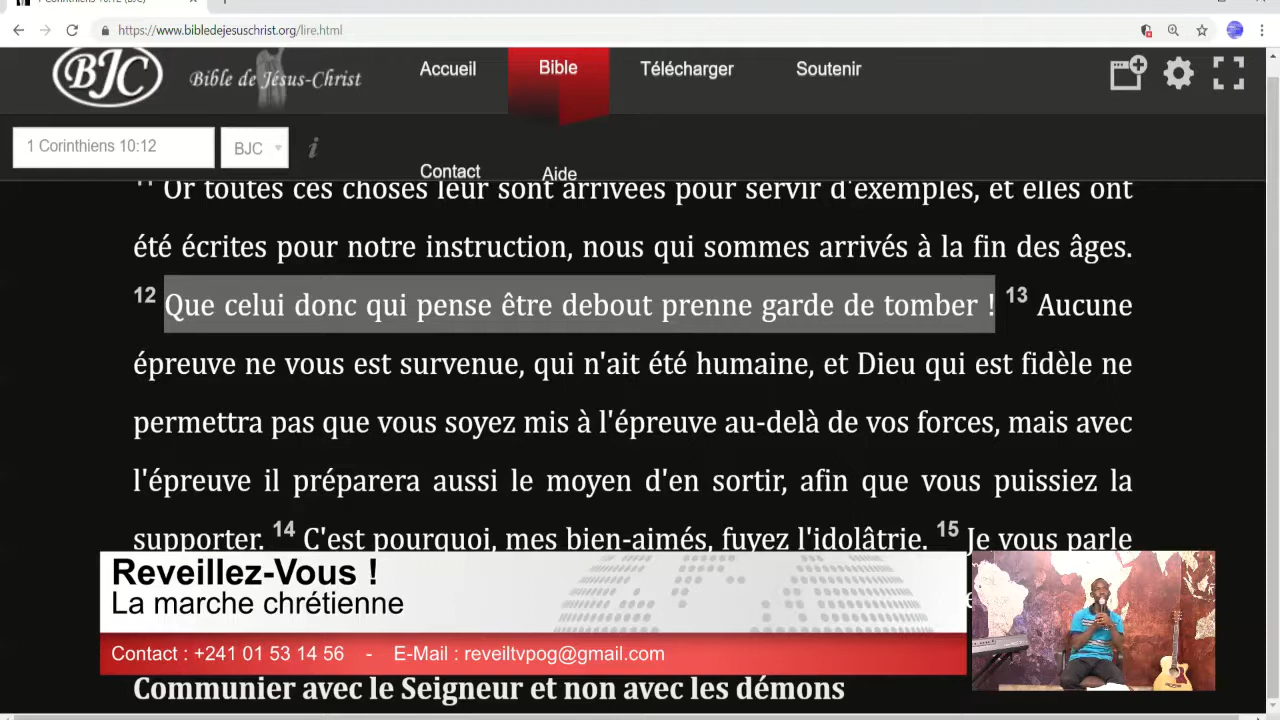 1 Corinthiens 10:12 (BJC)
https://www.bibledejesuschrist.org/lire.html
BJC
Bible de Jésus-Christ
Accueil
Bible
Télécharger
Soutenir
1 Corinthiens 10:12
BJC
i
Contact
Aide
11 Or toutes ces choses leur sont arrivées pour servir d'exemples, et elles ont
été écrites pour notre instruction, nous qui sommes arrivés à la fin des âges.
12 Que celui donc qui pense être debout prenne garde de tomber ! 13 Aucune
épreuve ne vous est survenue, qui n'ait été humaine, et Dieu qui est fidèle ne
permettra pas que vous soyez mis à l'épreuve au-delà de vos forces, mais avec
l'épreuve il préparera aussi le moyen d'en sortir, afin que vous puissiez la
supporter. 14 C'est pourquoi, mes bien-aimés, fuyez l'idolâtrie. 15 Je vous parle
Reveillez-Vous !
La marche chrétienne
Contact : +241 01 53 14 56 - E-Mail : reveiltvpog@gmail.com
Communier avec le Seigneur et non avec les démons